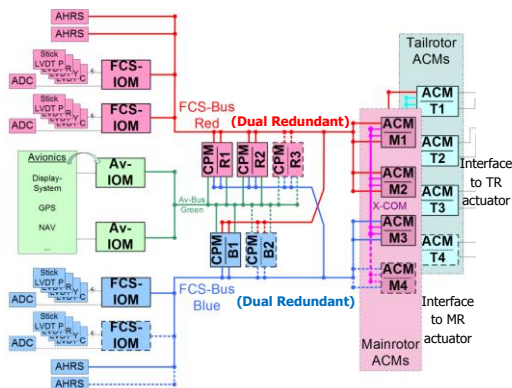 AHRS
AHRS
Stick
LVDT P R Y C
ADC
FCS-
IOM
Stick
LVDT P R Y C
ADC
FCS-
IOM
FCS-Bus
Red
(Dual Redundant)
Tailrotor
ACMs
ACM
T1
ACM
T2
ACM
T3
ACM
T4
Interface
to TR
actuator
Avionics
Display-
System
GPS
NAV
...
Av-
IOM
Av-
IOM
Av-Bus
Green
CPM
R1
CPM
R2
CPM
R3
CPM
B1
CPM
B2
ACM
M1
ACM
M2
X-COM
ACM
M3
ACM
M4
Mainrotor
ACMs
Interface
to MR
actuator
FCS-Bus
Blue
(Dual Redundant)
Stick
LVDT P R Y C
ADC
FCS-
IOM
Stick
LVDT P R Y C
ADC
FCS-
IOM
AHRS
AHRS